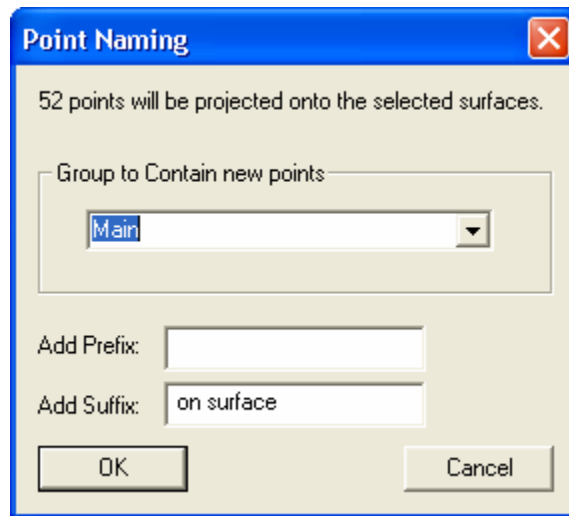 Point Naming
52 points will be projected onto the selected surfaces.
Group to Contain new points
Main
Add Prefix:
Add Suffix: on surface
OK Cancel